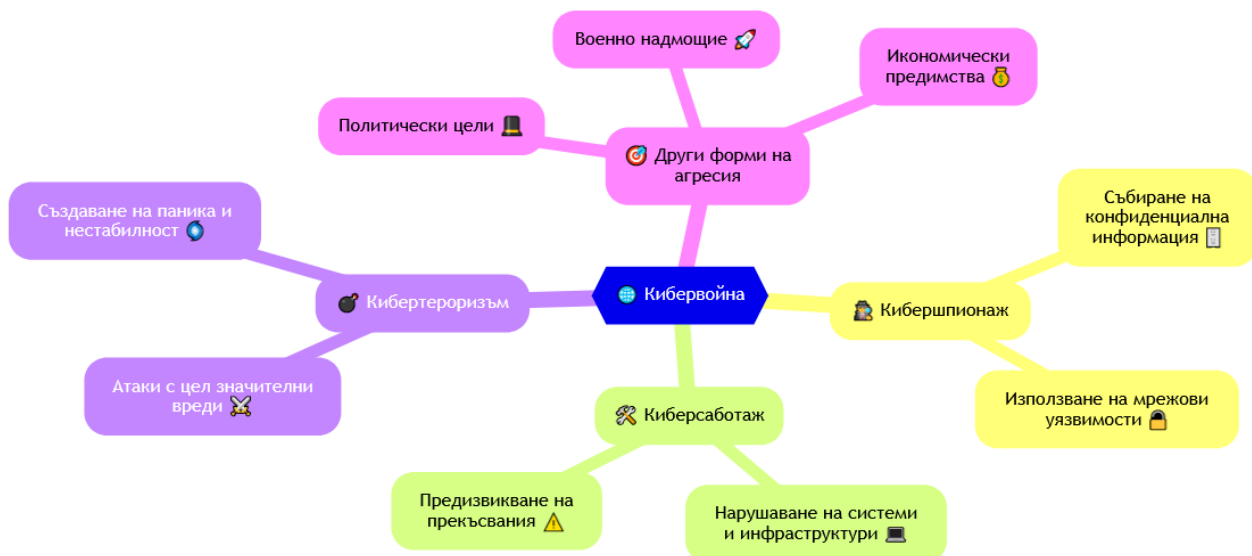 Военно надмощие 🚀
Икономически
предимства 💰
Политически цели 🎩
🎯 Други форми на
агресия
Създаване на паника и
нестабилност 🌀
Събиране на
конфиденциална
информация 🗄
💣 Кибертероризъм
🌐 Кибервойна
🕵 Кибершпионаж
Атаки с цел значителни
вреди ⚔
🛠 Киберсаботаж
Използване на мрежови
уязвимости 🔒
Предизвикване на
прекъсвания ⚠
Нарушаване на системи
и инфраструктури 💻